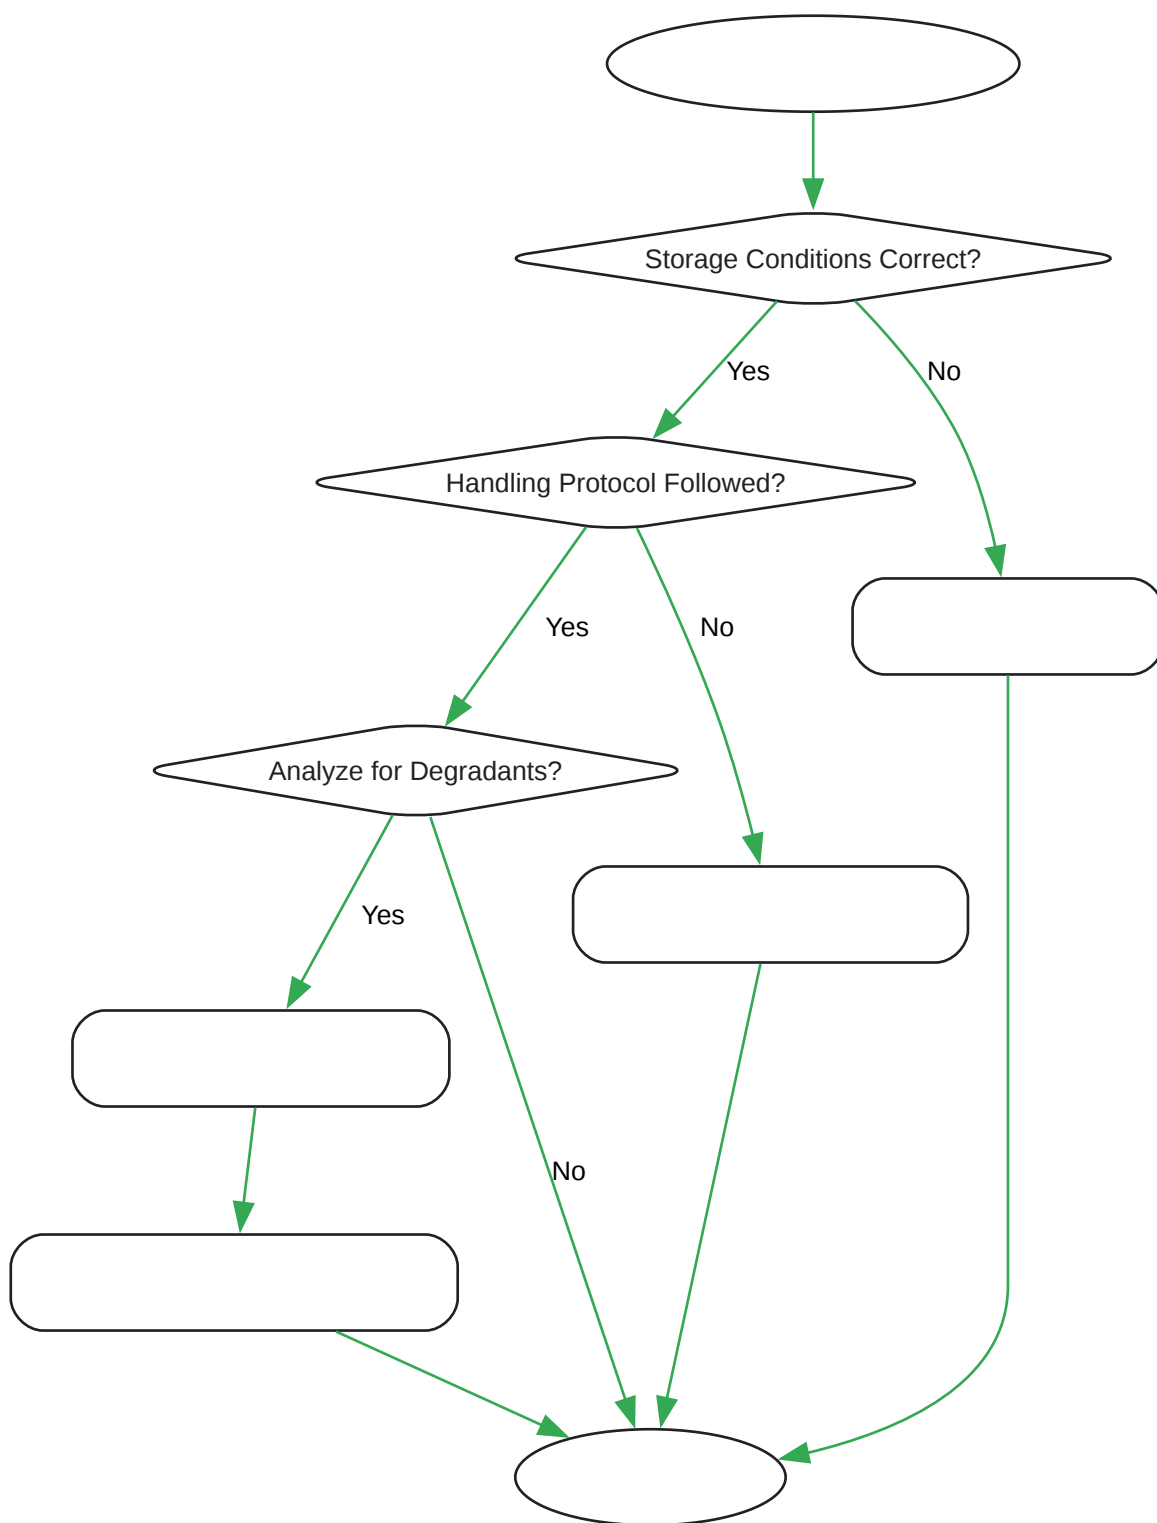 Storage Conditions Correct?
Yes
No
Handling Protocol Followed?
Yes
No
Analyze for Degradants?
Yes
No